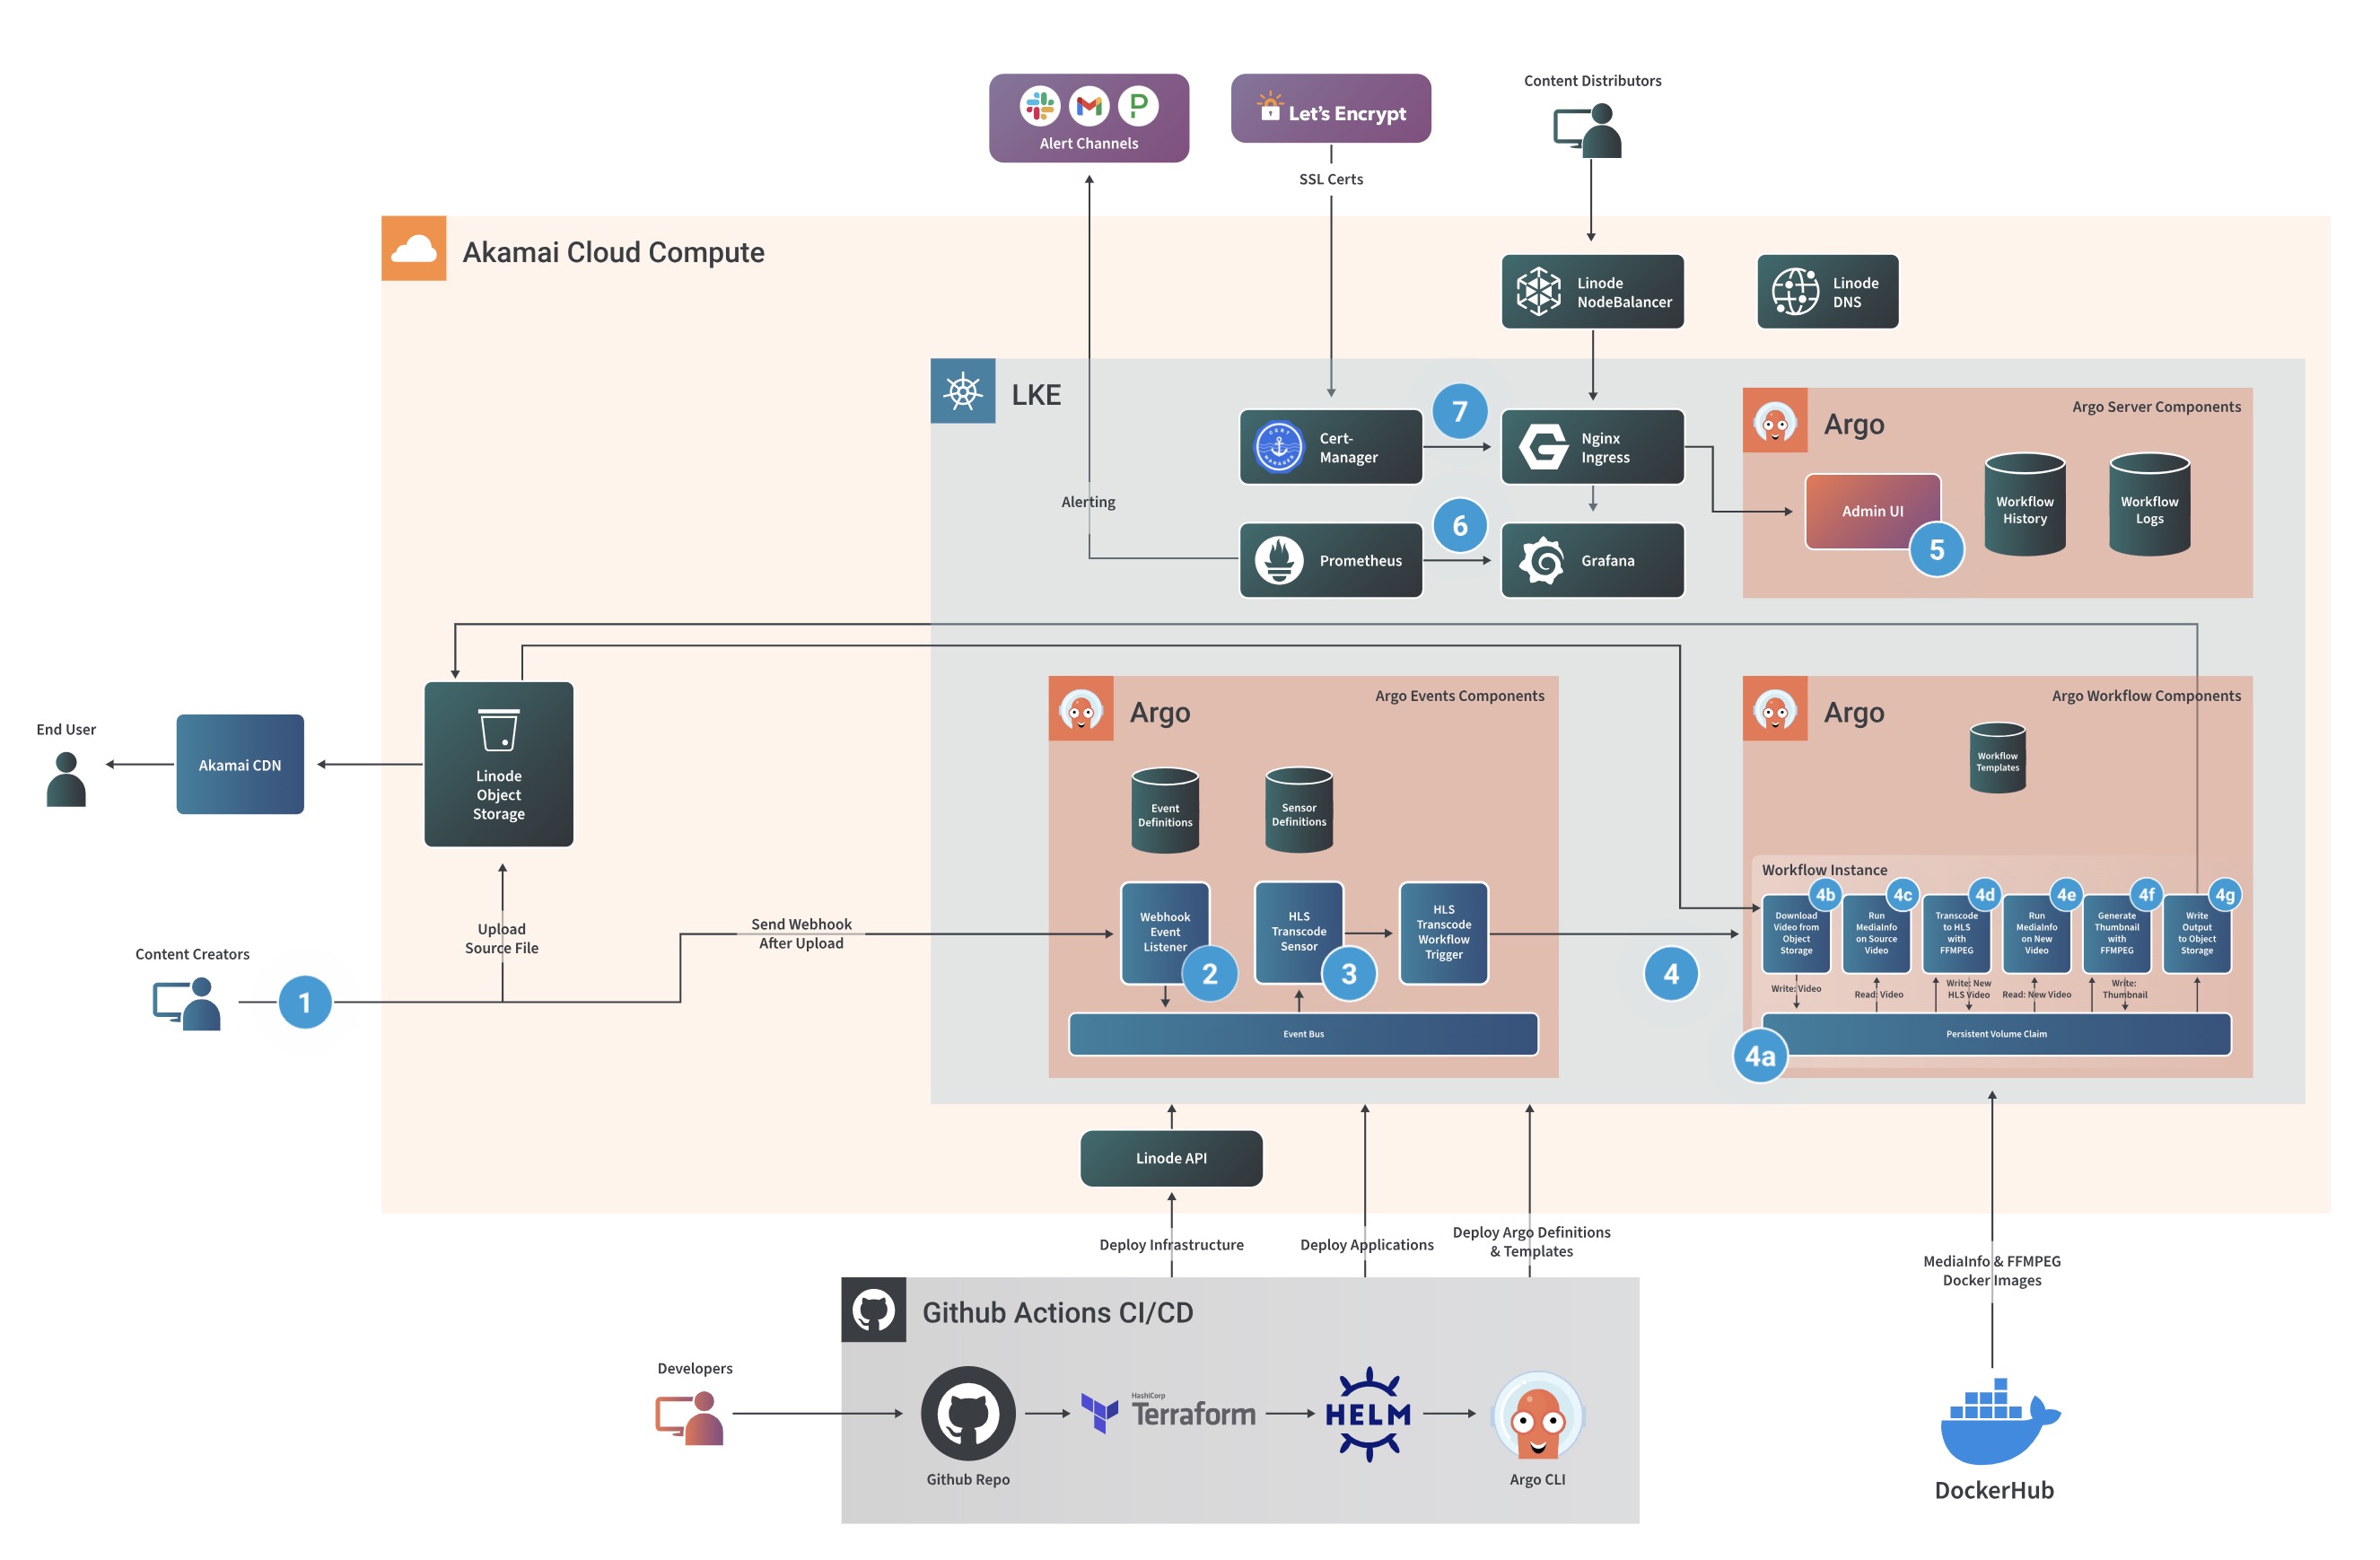 Content Distributors
Alert Channels
Let's Encrypt
SSL Certs
Akamai Cloud Compute
Linode
NodeBalancer
Linode
DNS
LKE
Cert-
Manager
CERT
MANAGER
7
Nginx
Ingress
Argo
Argo Server Components
Admin UI
5
Workflow
History
Workflow
Logs
Alerting
Prometheus
6
Grafana
End User
Akamai CDN
Linode
Object
Storage
Argo
Argo Events Components
Event
Definitions
Sensor
Definitions
Argo
Argo Workflow Components
Workflow
Templates
Content Creators
1
Upload
Source File
Send Webhook
After Upload
Webhook
Event
Listener
2
HLS
Transcode
Sensor
3
HLS
Transcode
Workflow
Trigger
Event Bus
4
Workflow Instance
4b
Download
Video from
Object
Storage
4c
Run
MediaInfo
on Source
Video
4d
Transcode
to HLS
with
FFMPEG
4e
Run
MediaInfo
on New
Video
4f
Generate
Thumbnail
with
FFMPEG
4g
Write
Output
to Object
Storage
Write: Video
Read: Video
Write: New
HLS Video
Read: New Video
Write:
Thumbnail
Persistent Volume Claim
4a
Linode API
Deploy Infrastructure
Deploy Applications
Deploy Argo Definitions
& Templates
MediaInfo & FFMPEG
Docker Images
Github Actions CI/CD
Developers
Github Repo
HashiCorp
Terraform
HELM
Argo CLI
DockerHub